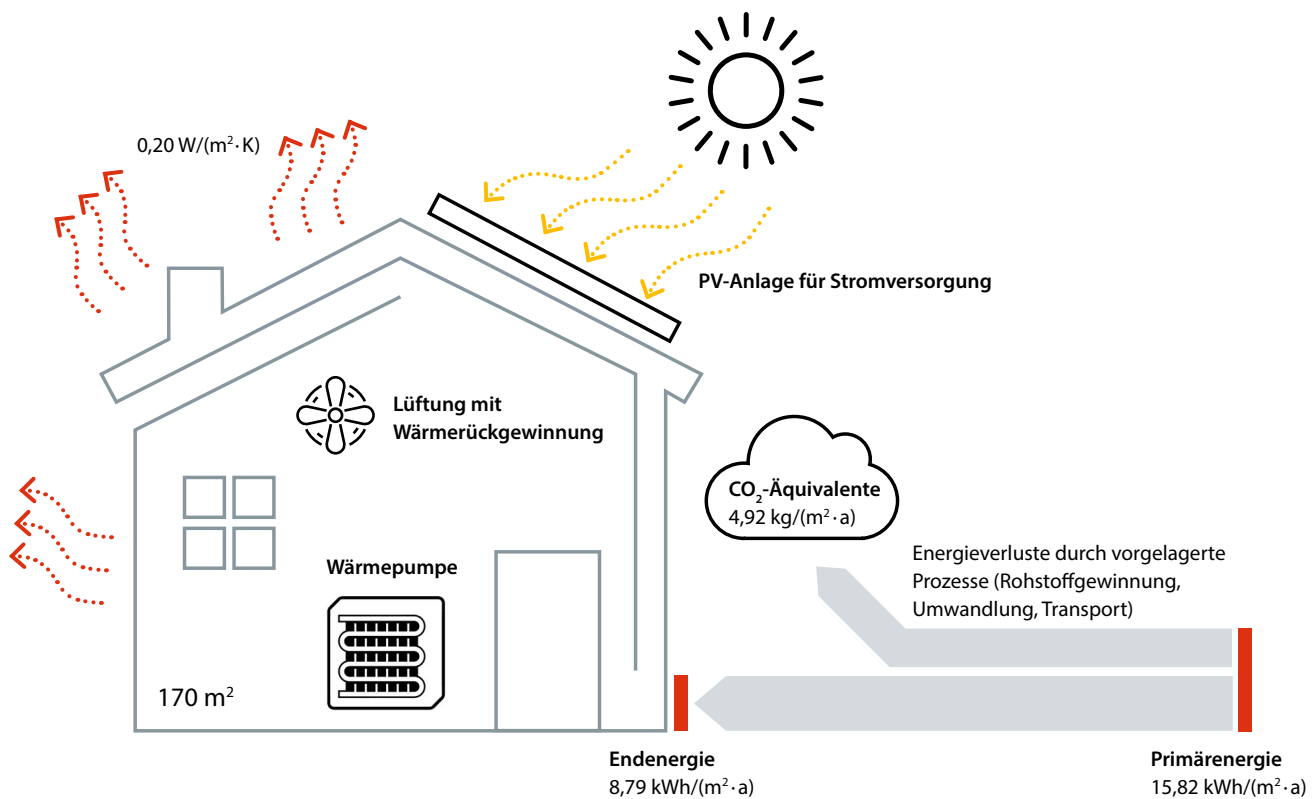 0,20 W/(m²·K)
PV-Anlage für Stromversorgung
Lüftung mit
Wärmerückgewinnung
CO₂-Äquivalente
4,92 kg/(m²·a)
Energieverluste durch vorgelagerte
Prozesse (Rohstoffgewinnung,
Umwandlung, Transport)
Wärmepumpe
170 m²
Endenergie
8,79 kWh/(m²·a)
Primärenergie
15,82 kWh/(m²·a)